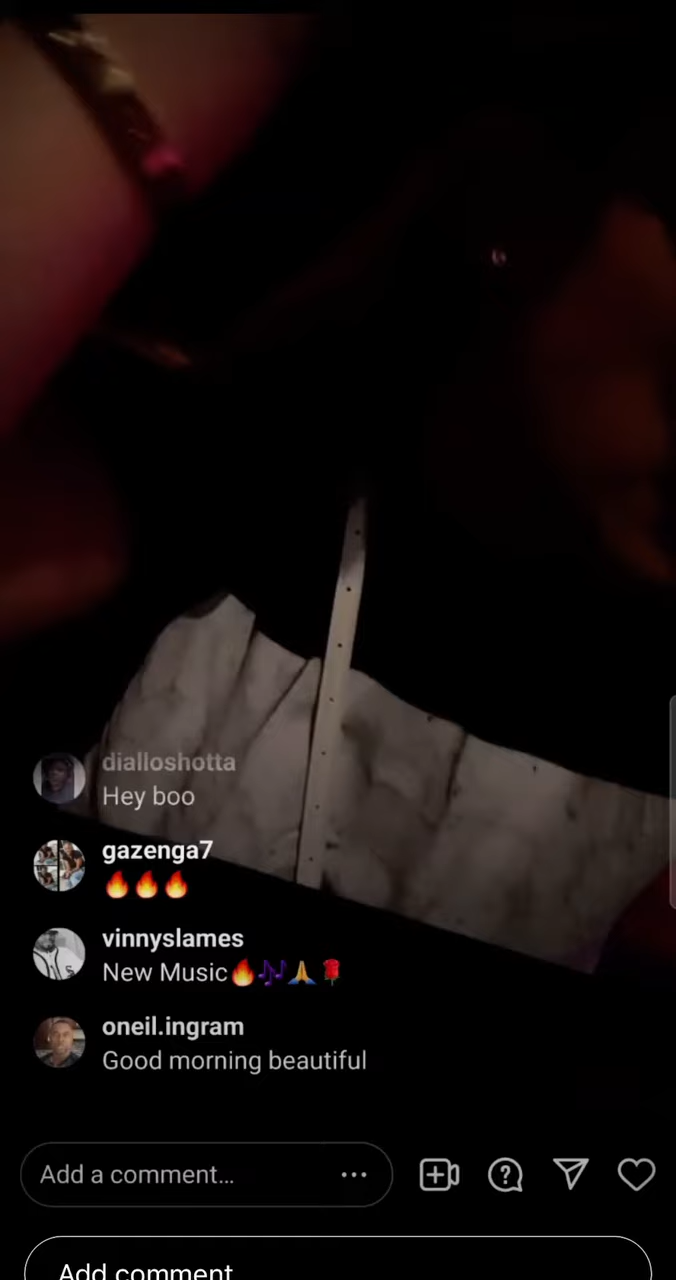 dialloshotta
Hey boo
gazenga7
🔥🔥🔥
vinnyslames
New Music🔥🎶🙏🌹
oneil.ingram
Good morning beautiful
Add a comment...
Add comment